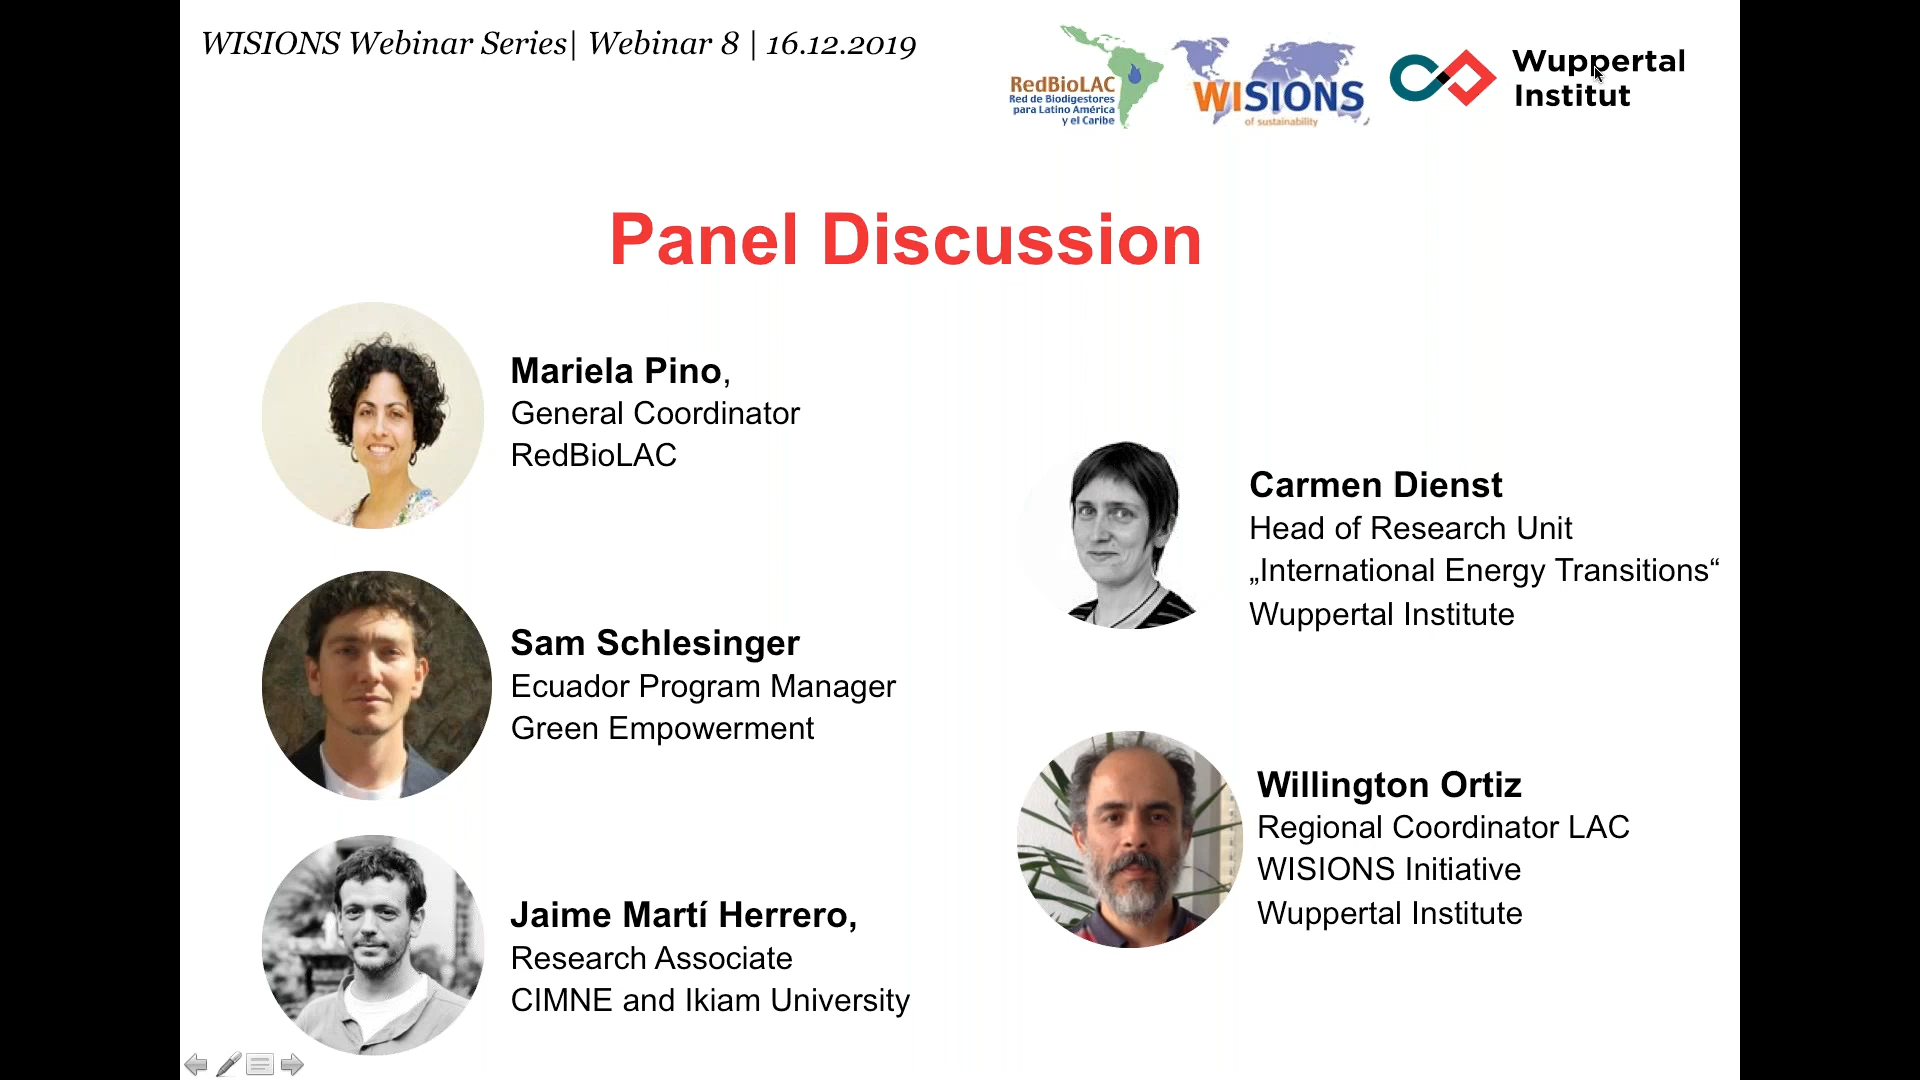 WISIONS Webinar Series| Webinar 8 | 16.12.2019
RedBioLAC
Red de Biodigestores
para Latino América
y el Caribe
WISIONS
of sustainability
Wuppertal
Institut
Panel Discussion
Mariela Pino,
General Coordinator
RedBioLAC
Sam Schlesinger
Ecuador Program Manager
Green Empowerment
Jaime Martí Herrero,
Research Associate
CIMNE and Ikiam University
Carmen Dienst
Head of Research Unit
„International Energy Transitions“
Wuppertal Institute
Willington Ortiz
Regional Coordinator LAC
WISIONS Initiative
Wuppertal Institute